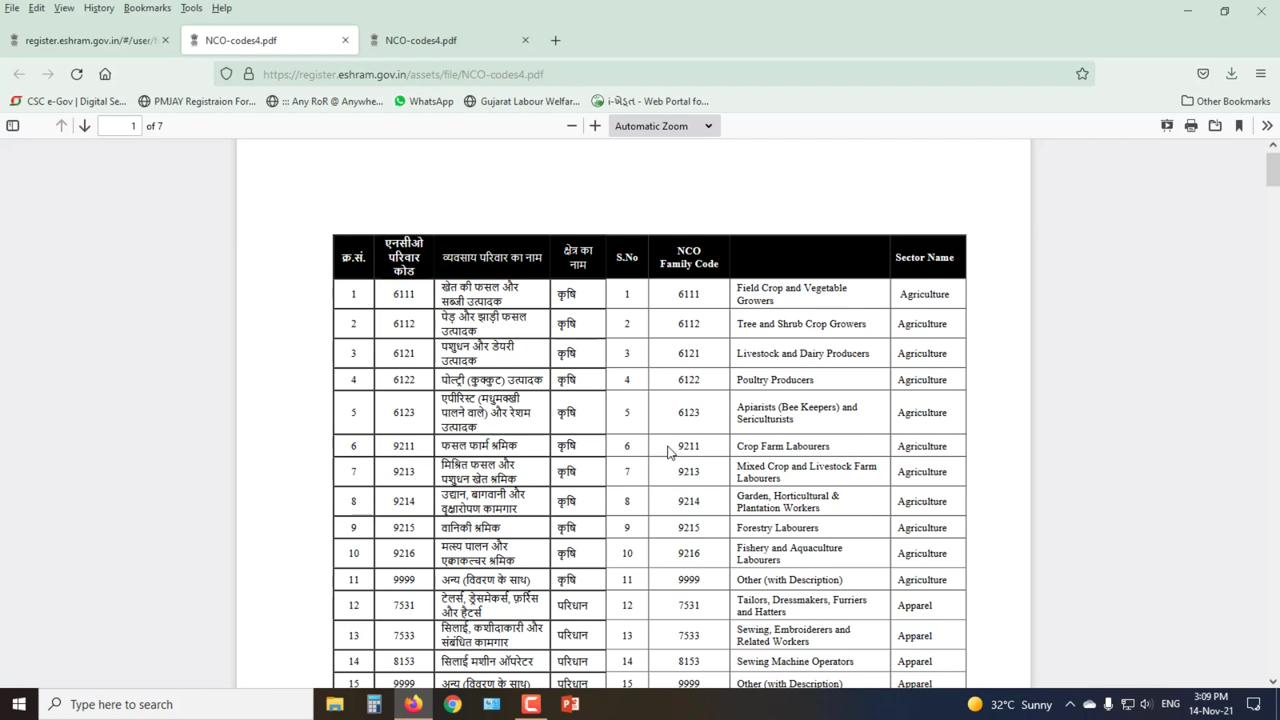 File Edit View History Bookmarks Tools Help
register.eshram.gov.in/#/user/ NCO-codes4.pdf NCO-codes4.pdf
https://register.eshram.gov.in/assets/file/NCO-codes4.pdf
CSC e-Gov | Digital Se... PMJAY Registraion For... ::: Any RoR @ Anywhe... WhatsApp Gujarat Labour Welfar... i-ખેડૂત - Web Portal fo... Other Bookmarks
1 of 7 Automatic Zoom
क्र.सं. एनसीओ परिवार कोड व्यवसाय परिवार का नाम क्षेत्र का नाम S.No NCO Family Code Sector Name
1 6111 खेत की फसल और सब्जी उत्पादक कृषि 1 6111 Field Crop and Vegetable Growers Agriculture
2 6112 पेड़ और झाड़ी फसल उत्पादक कृषि 2 6112 Tree and Shrub Crop Growers Agriculture
3 6121 पशुधन और डेयरी उत्पादक कृषि 3 6121 Livestock and Dairy Producers Agriculture
4 6122 पोल्ट्री (कुक्कुट) उत्पादक कृषि 4 6122 Poultry Producers Agriculture
5 6123 एपीरिस्ट (मधुमक्खी पालने वाले) और रेशम उत्पादक कृषि 5 6123 Apiarists (Bee Keepers) and Sericulturists Agriculture
6 9211 फसल फार्म श्रमिक कृषि 6 9211 Crop Farm Labourers Agriculture
7 9213 मिश्रित फसल और पशुधन खेत श्रमिक कृषि 7 9213 Mixed Crop and Livestock Farm Labourers Agriculture
8 9214 उद्यान, बागवानी और वृक्षारोपण कामगार कृषि 8 9214 Garden, Horticultural & Plantation Workers Agriculture
9 9215 वानिकी श्रमिक कृषि 9 9215 Forestry Labourers Agriculture
10 9216 मत्स्य पालन और एक्वाकल्चर श्रमिक कृषि 10 9216 Fishery and Aquaculture Labourers Agriculture
11 9999 अन्य (विवरण के साथ) कृषि 11 9999 Other (with Description) Agriculture
12 7531 टेलर्स, ड्रेसमेकर्स, फ़र्रिर्स और हैटर्स परिधान 12 7531 Tailors, Dressmakers, Furriers and Hatters Apparel
13 7533 सिलाई, कशीदाकारी और संबंधित कामगार परिधान 13 7533 Sewing, Embroiderers and Related Workers Apparel
14 8153 सिलाई मशीन ऑपरेटर परिधान 14 8153 Sewing Machine Operators Apparel
15 9999 अन्य (विवरण के साथ) परिधान 15 9999 Other (with Description) Apparel
Type here to search 32°C Sunny ENG 3:09 PM
14-Nov-21